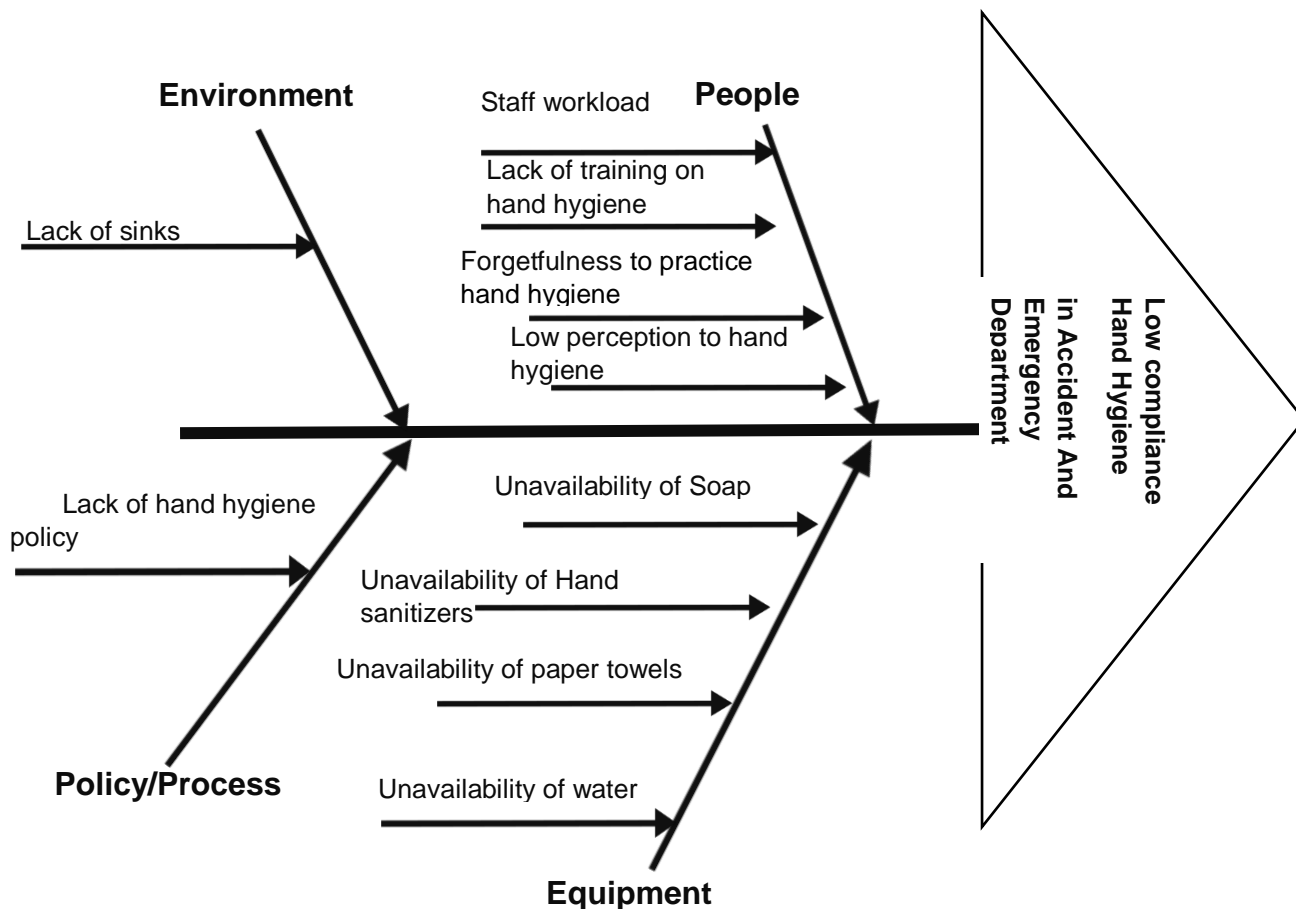 Environment
Staff workload
People
Lack of training on
hand hygiene
Lack of sinks
Forgetfulness to practice
hand hygiene
Low perception to hand
hygiene
Low compliance
Hand Hygiene
in Accident And
Emergency
Department
Lack of hand hygiene
policy
Unavailability of Soap
Unavailability of Hand
sanitizers
Unavailability of paper towels
Policy/Process
Unavailability of water
Equipment